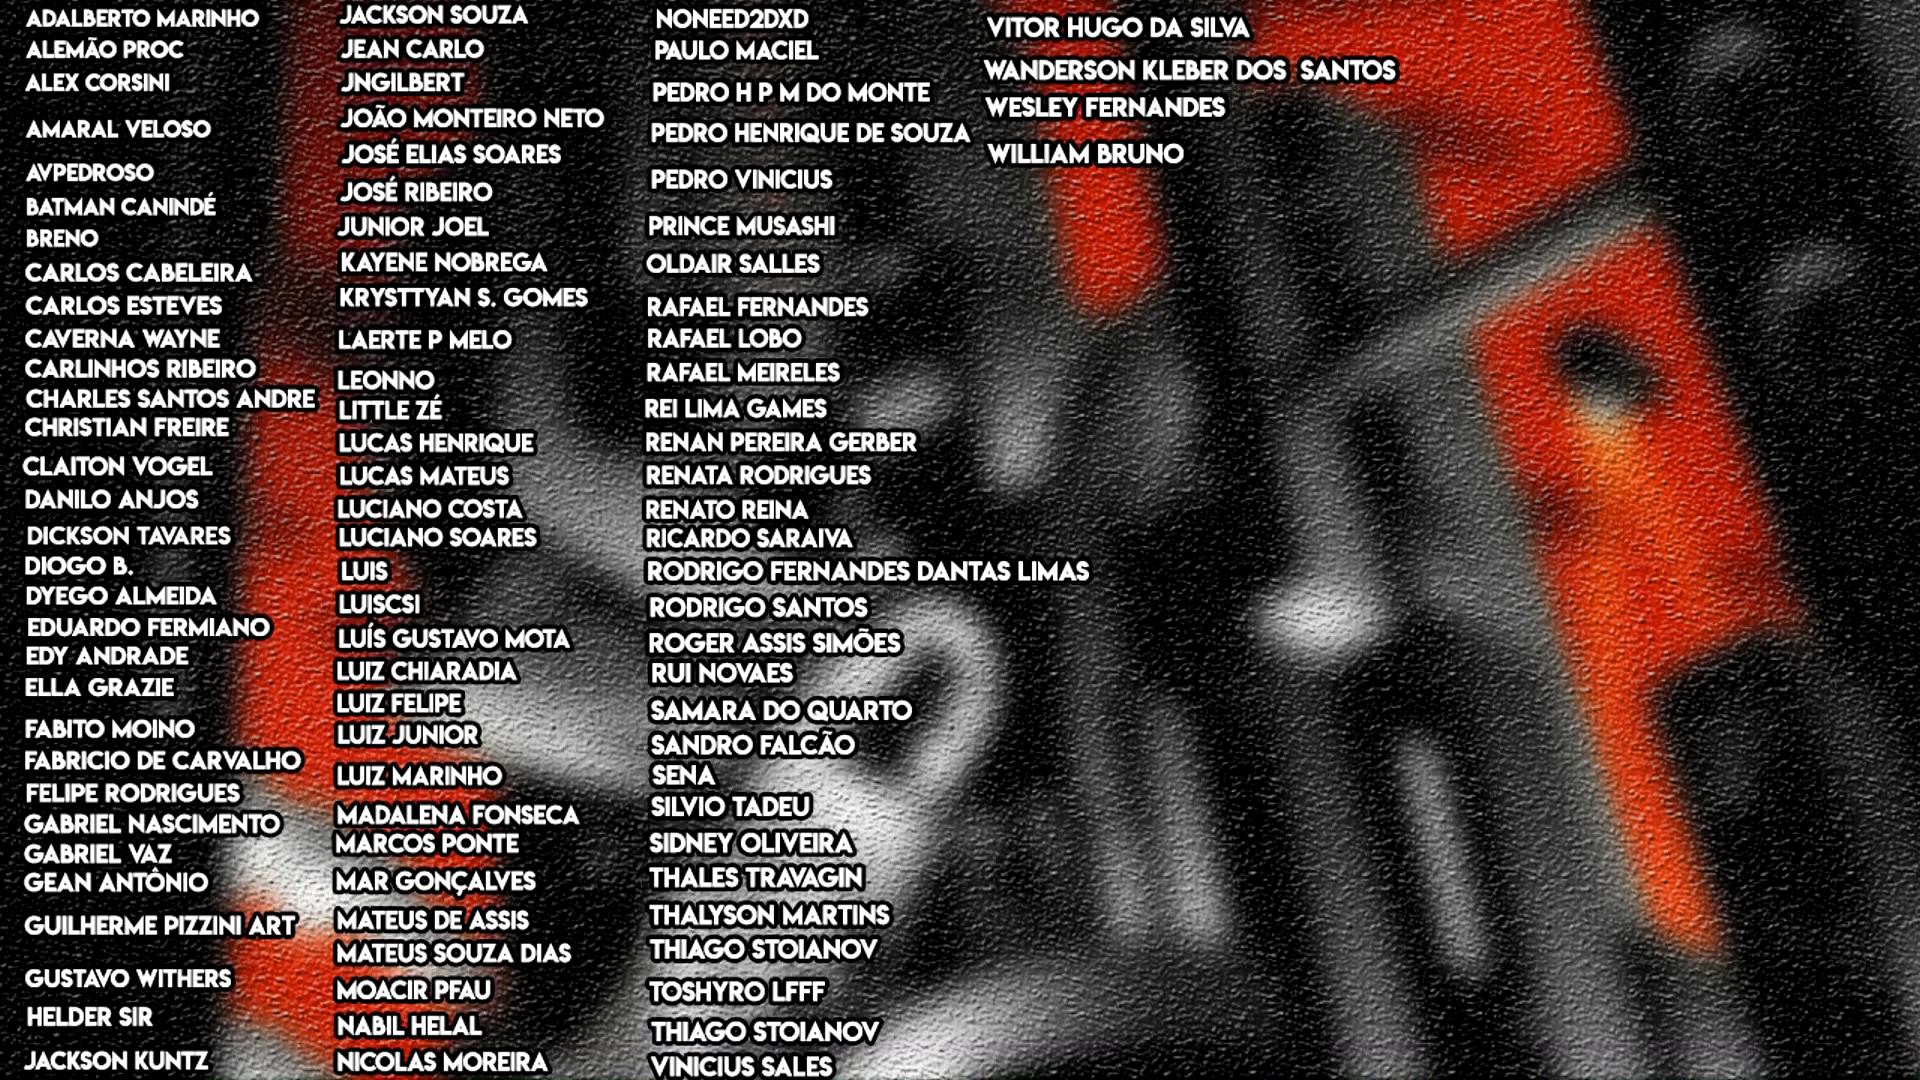 ADALBERTO MARINHO
ALEMÃO PROC
ALEX CORSINI
AMARAL VELOSO
AVPEDROSO
BATMAN CANINDÉ
BRENO
CARLOS CABELEIRA
CARLOS ESTEVES
CAVERNA WAYNE
CARLINHOS RIBEIRO
CHARLES SANTOS ANDRE
CHRISTIAN FREIRE
CLAITON VOGEL
DANILO ANJOS
DICKSON TAVARES
DIOGO B.
DYEGO ALMEIDA
EDUARDO FERMIANO
EDY ANDRADE
ELLA GRAZIE
FABITO MOINO
FABRICIO DE CARVALHO
FELIPE RODRIGUES
GABRIEL NASCIMENTO
GABRIEL VAZ
GEAN ANTÔNIO
GUILHERME PIZZINI ART
GUSTAVO WITHERS
HELDER SIR
JACKSON KUNTZ
JACKSON SOUZA
JEAN CARLO
JNGILBERT
JOÃO MONTEIRO NETO
JOSÉ ELIAS SOARES
JOSÉ RIBEIRO
JUNIOR JOEL
KAYENE NOBREGA
KRYSTTYAN S. GOMES
LAERTE P MELO
LEONNO
LITTLE ZÉ
LUCAS HENRIQUE
LUCAS MATEUS
LUCIANO COSTA
LUCIANO SOARES
LUIS
LUISCSI
LUÍS GUSTAVO MOTA
LUIZ CHIARADIA
LUIZ FELIPE
LUIZ JUNIOR
LUIZ MARINHO
MADALENA FONSECA
MARCOS PONTE
MAR GONÇALVES
MATEUS DE ASSIS
MATEUS SOUZA DIAS
MOACIR PFAU
NABIL HELAL
NICOLAS MOREIRA
NONEED2DXD
PAULO MACIEL
PEDRO H P M DO MONTE
PEDRO HENRIQUE DE SOUZA
PEDRO VINICIUS
PRINCE MUSASHI
OLDAIR SALLES
RAFAEL FERNANDES
RAFAEL LOBO
RAFAEL MEIRELES
REI LIMA GAMES
RENAN PEREIRA GERBER
RENATA RODRIGUES
RENATO REINA
RICARDO SARAIVA
RODRIGO FERNANDES DANTAS LIMAS
RODRIGO SANTOS
ROGER ASSIS SIMÕES
RUI NOVAES
SAMARA DO QUARTO
SANDRO FALCÃO
SENA
SILVIO TADEU
SIDNEY OLIVEIRA
THALES TRAVAGIN
THALYSON MARTINS
THIAGO STOIANOV
TOSHYRO LFFF
THIAGO STOIANOV
VINICIUS SALES
VITOR HUGO DA SILVA
WANDERSON KLEBER DOS SANTOS
WESLEY FERNANDES
WILLIAM BRUNO